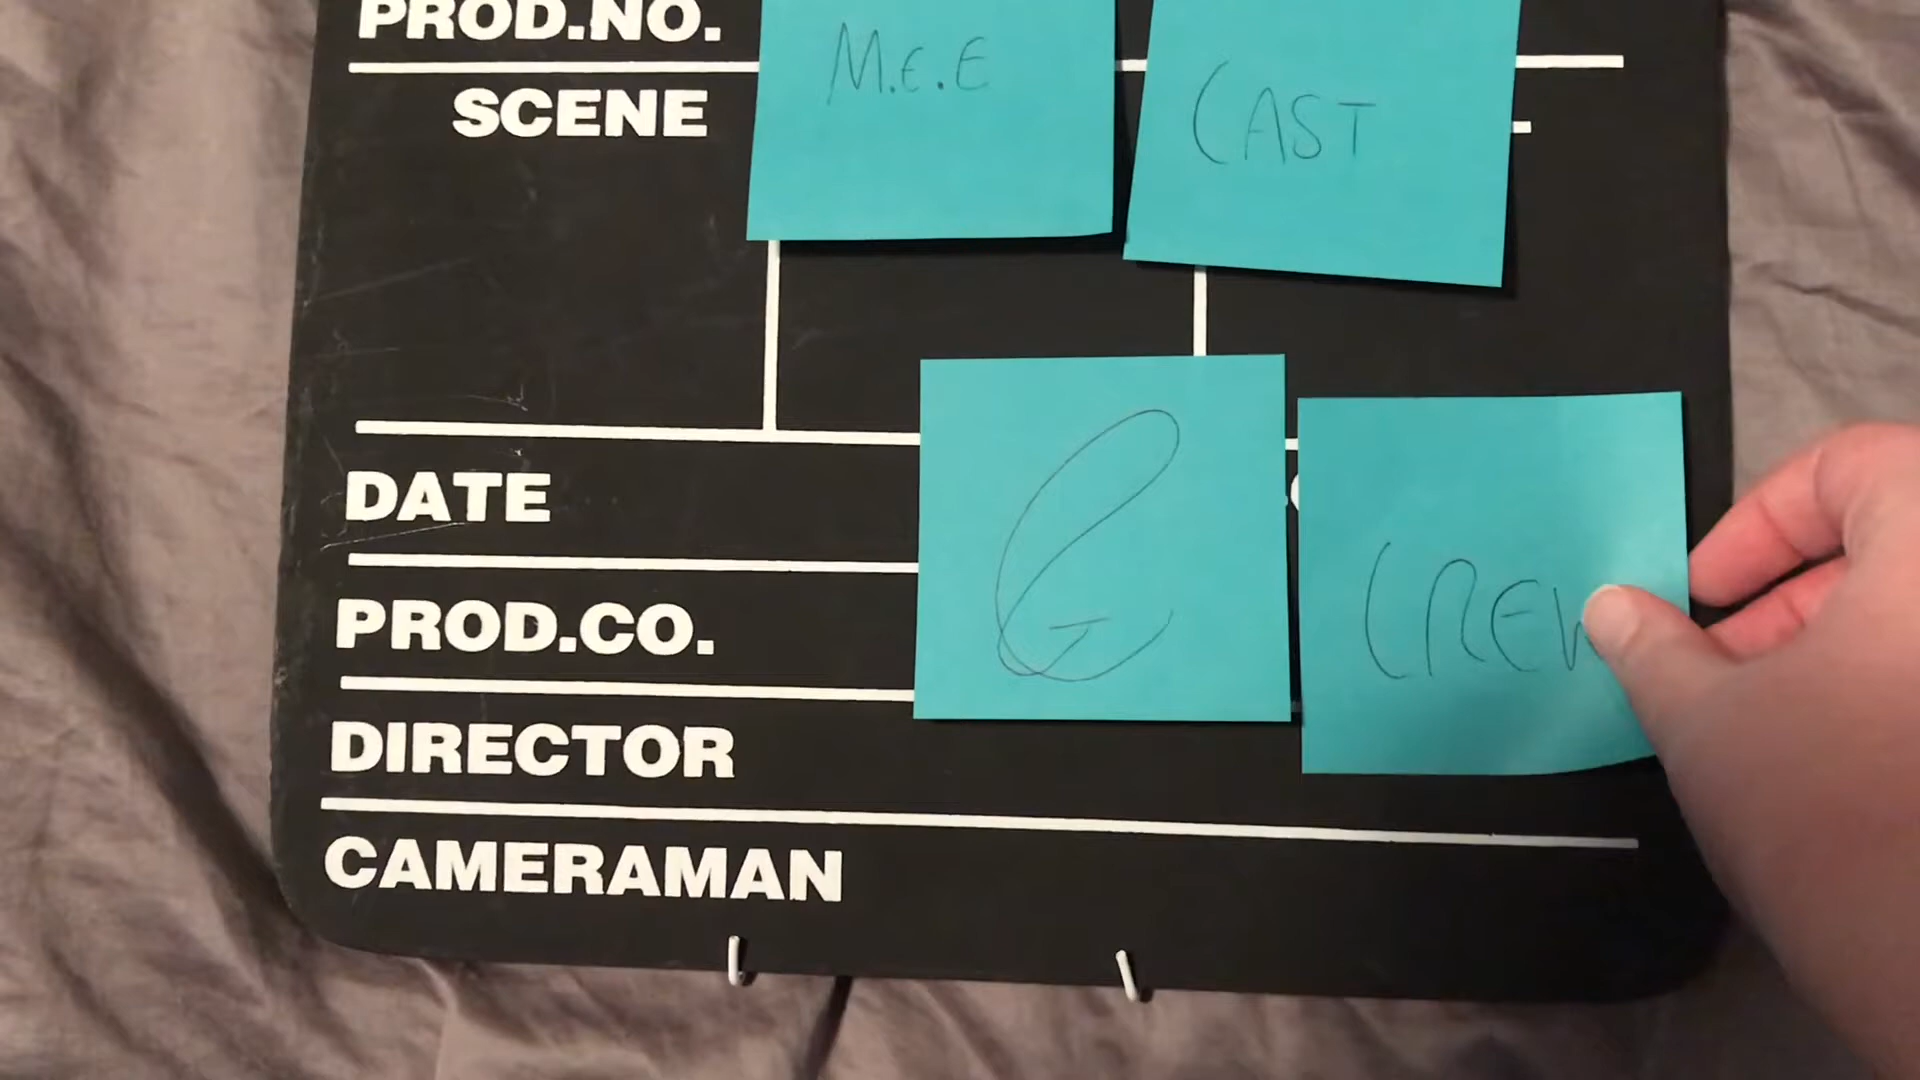 PROD.NO.
M.E.E
CAST
SCENE
DATE
&
CREW
PROD.CO.
DIRECTOR
CAMERAMAN